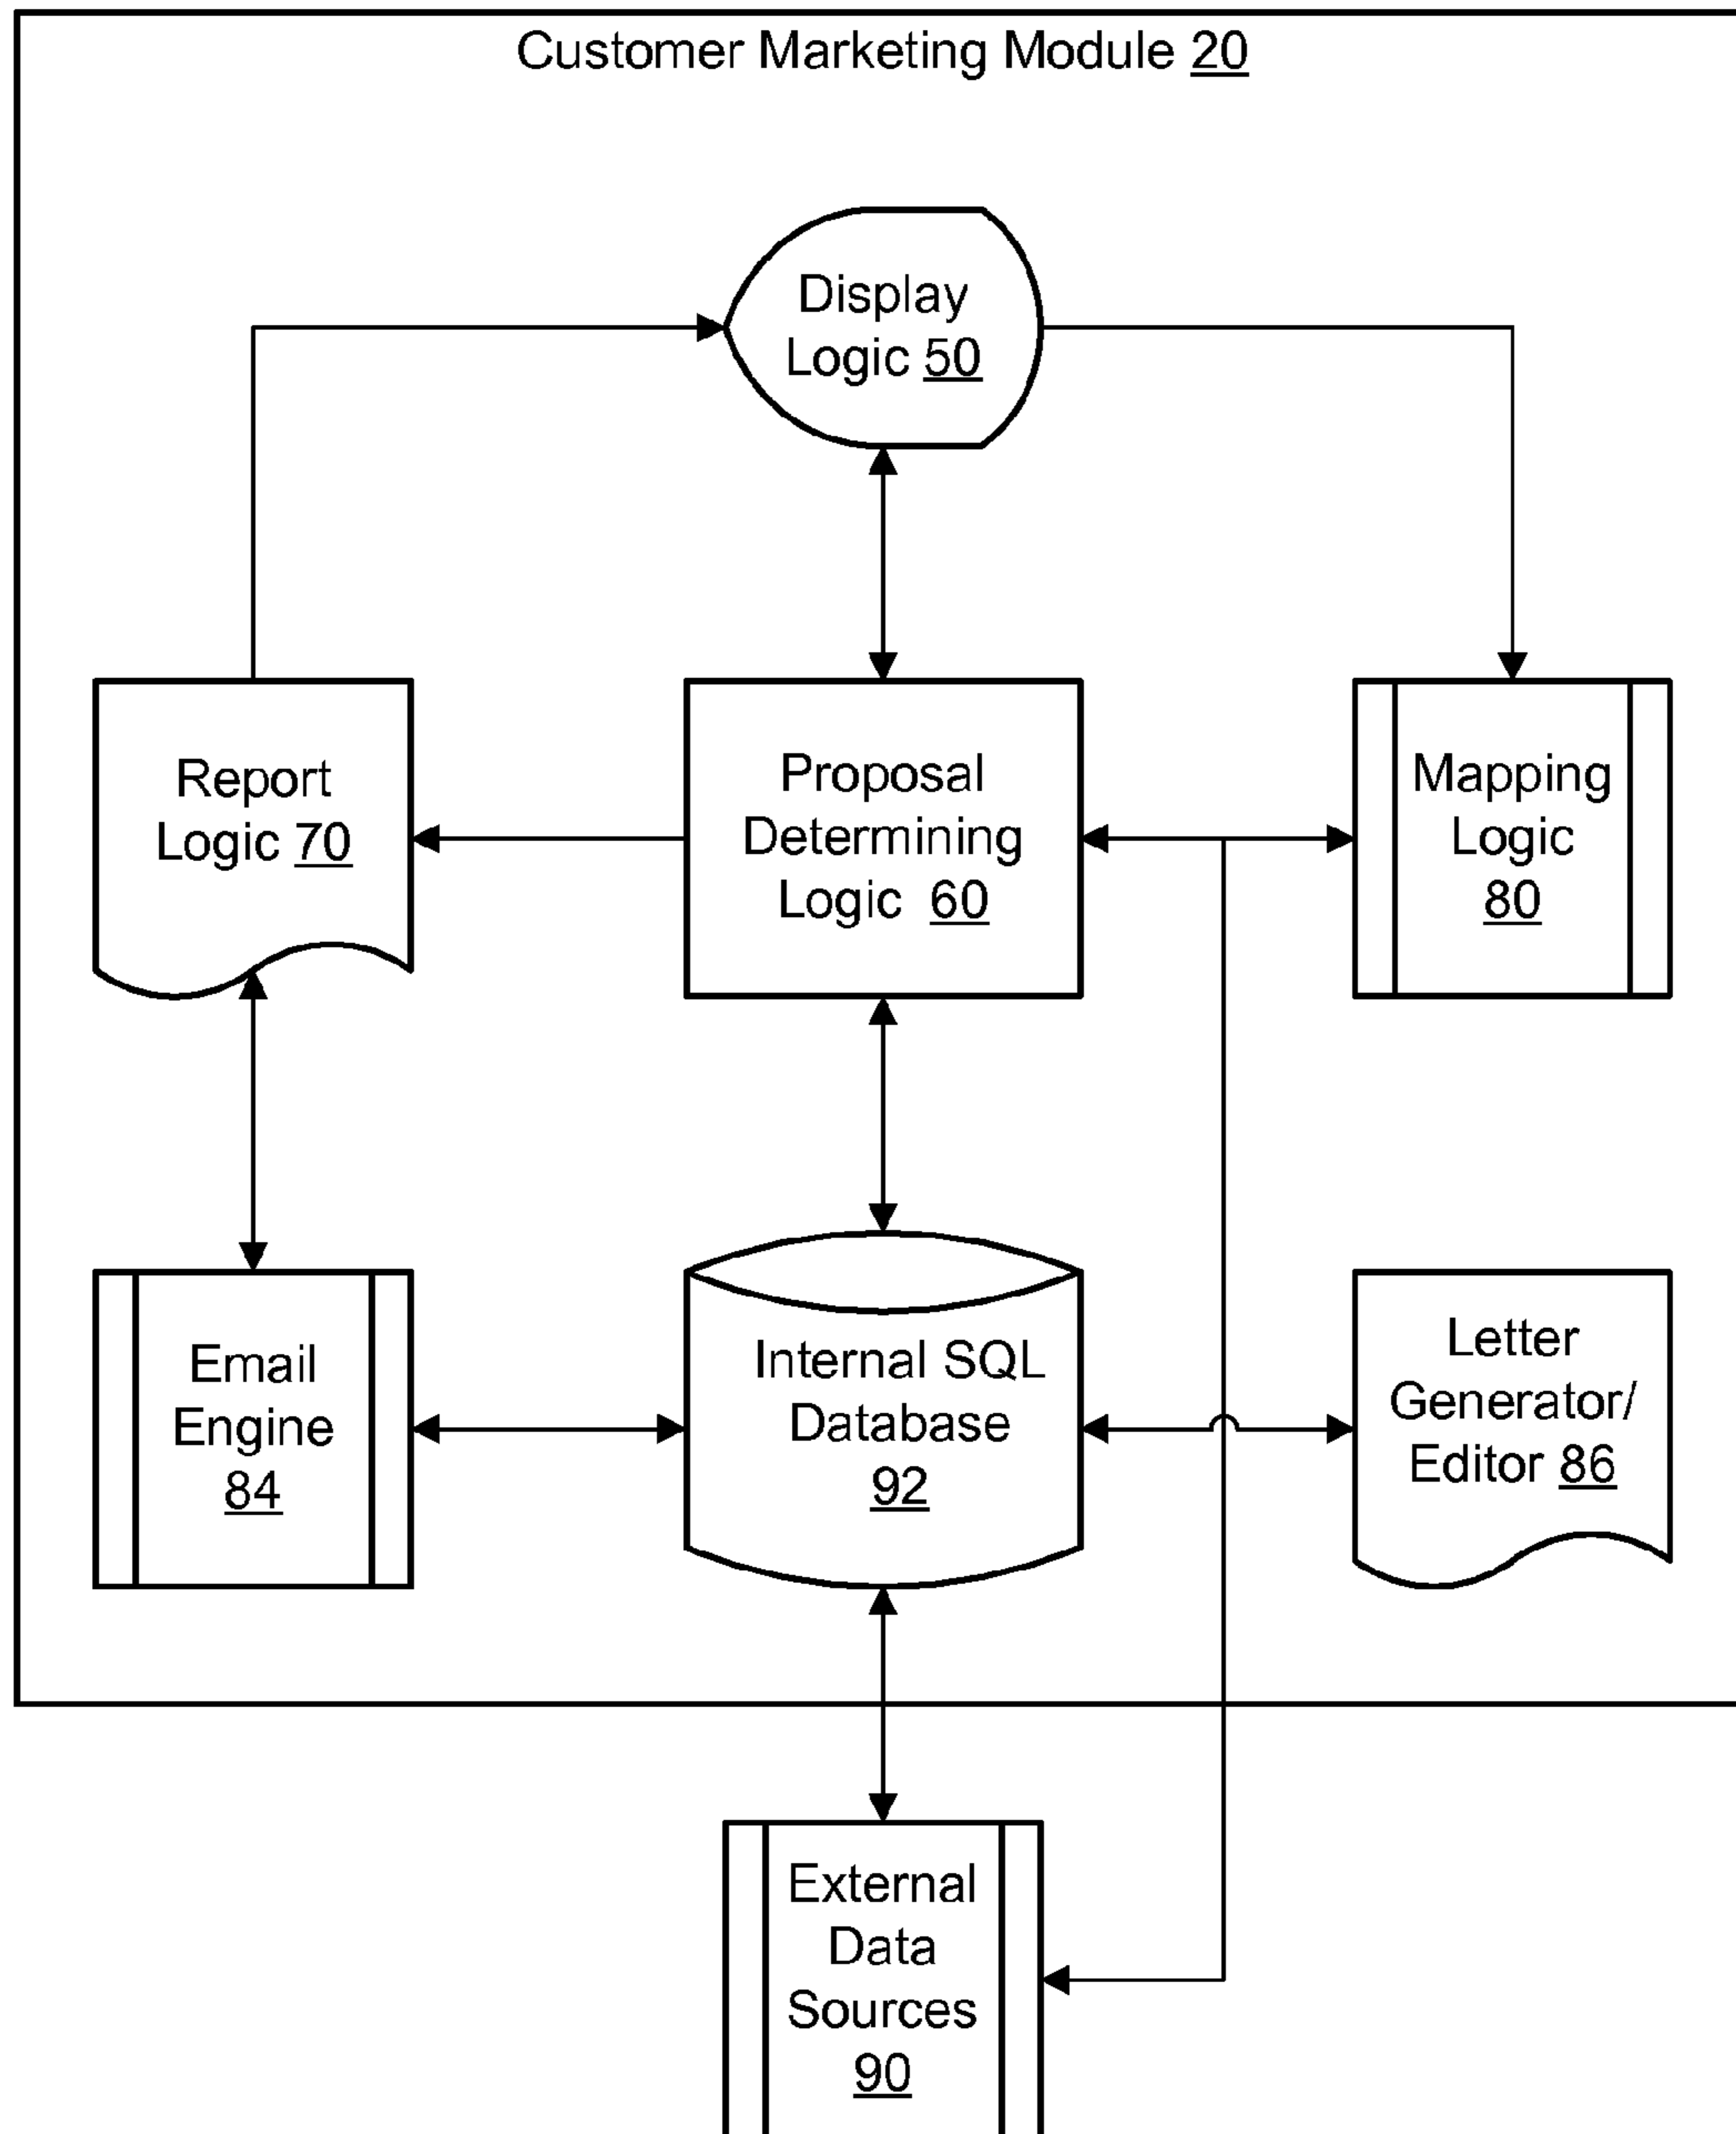 Customer Marketing Module 20
Display
Logic 50
Report
Logic 70
Proposal
Determining
Logic 60
Mapping
Logic
80
Email
Engine
84
Internal SQL
Database
92
Letter
Generator/
Editor 86
External
Data
Sources
90